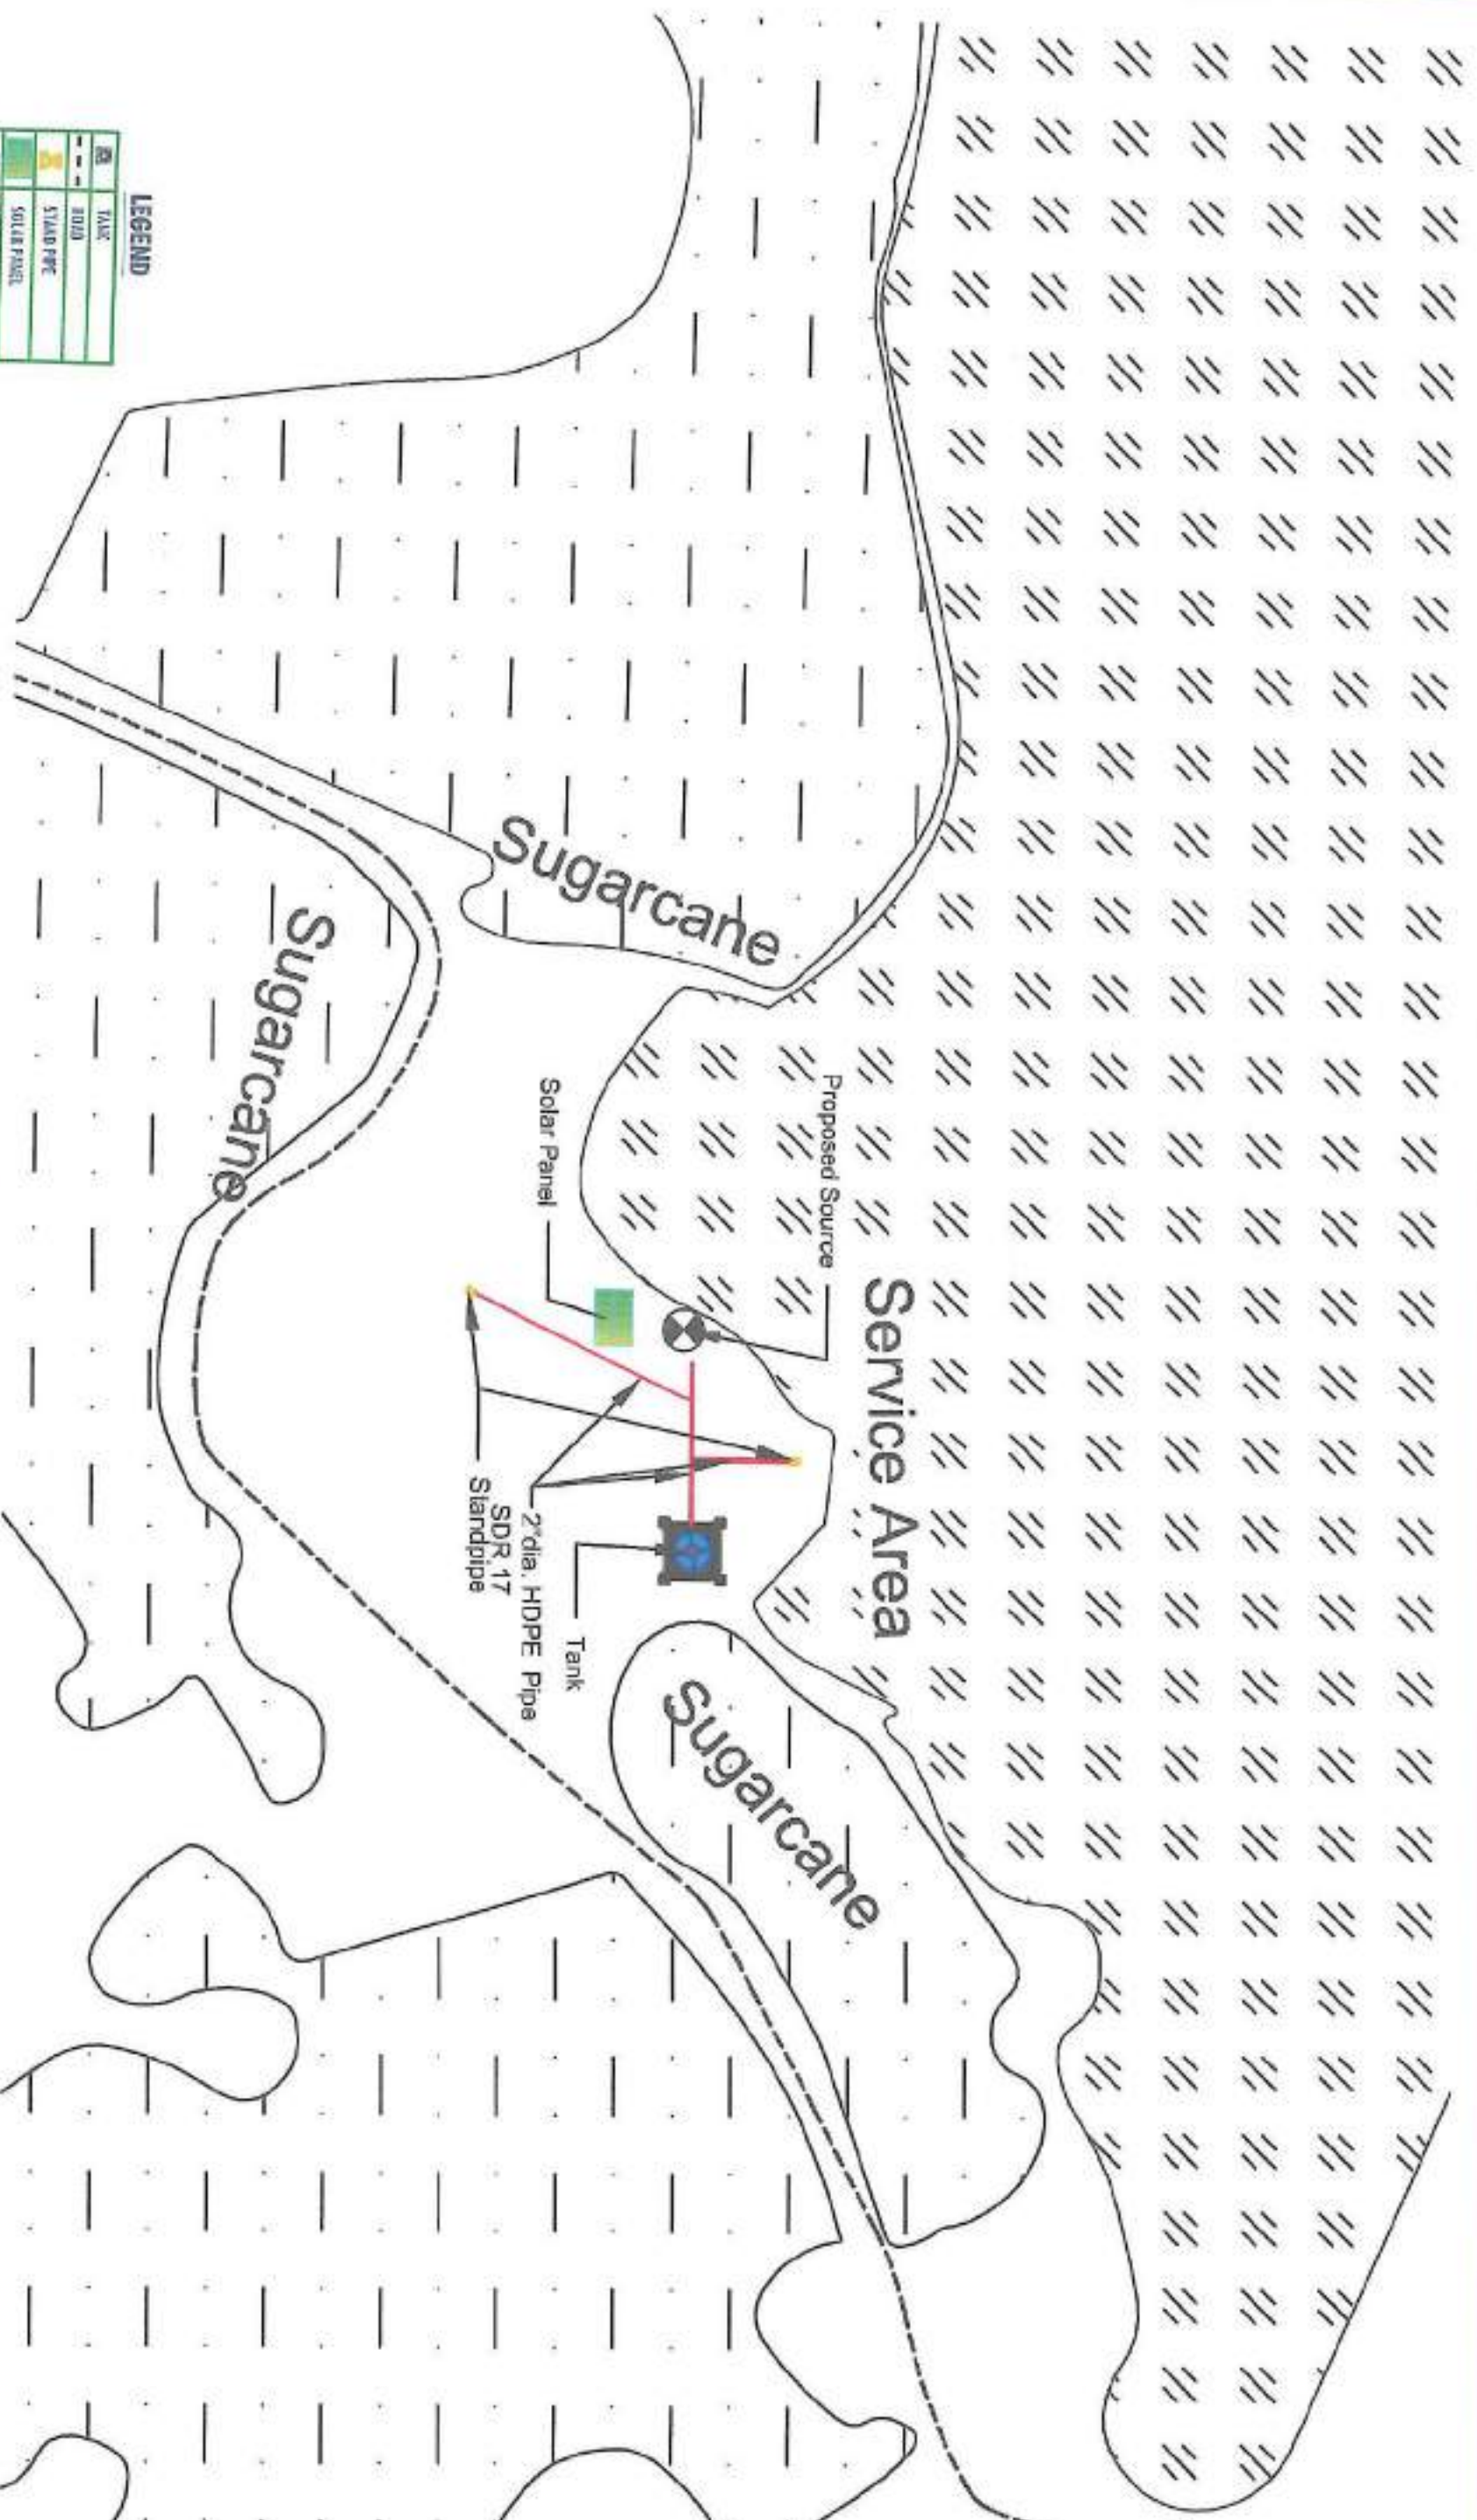 Service Area
Proposed Source
Sugarcane
Sugarcane
Solar Panel
Tank
2"dia. HDPE Pipe
SDR 17
Standpipe
Sugarcane
LEGEND
TANK
ROAD
STAND PIPE
SOLAR PANEL